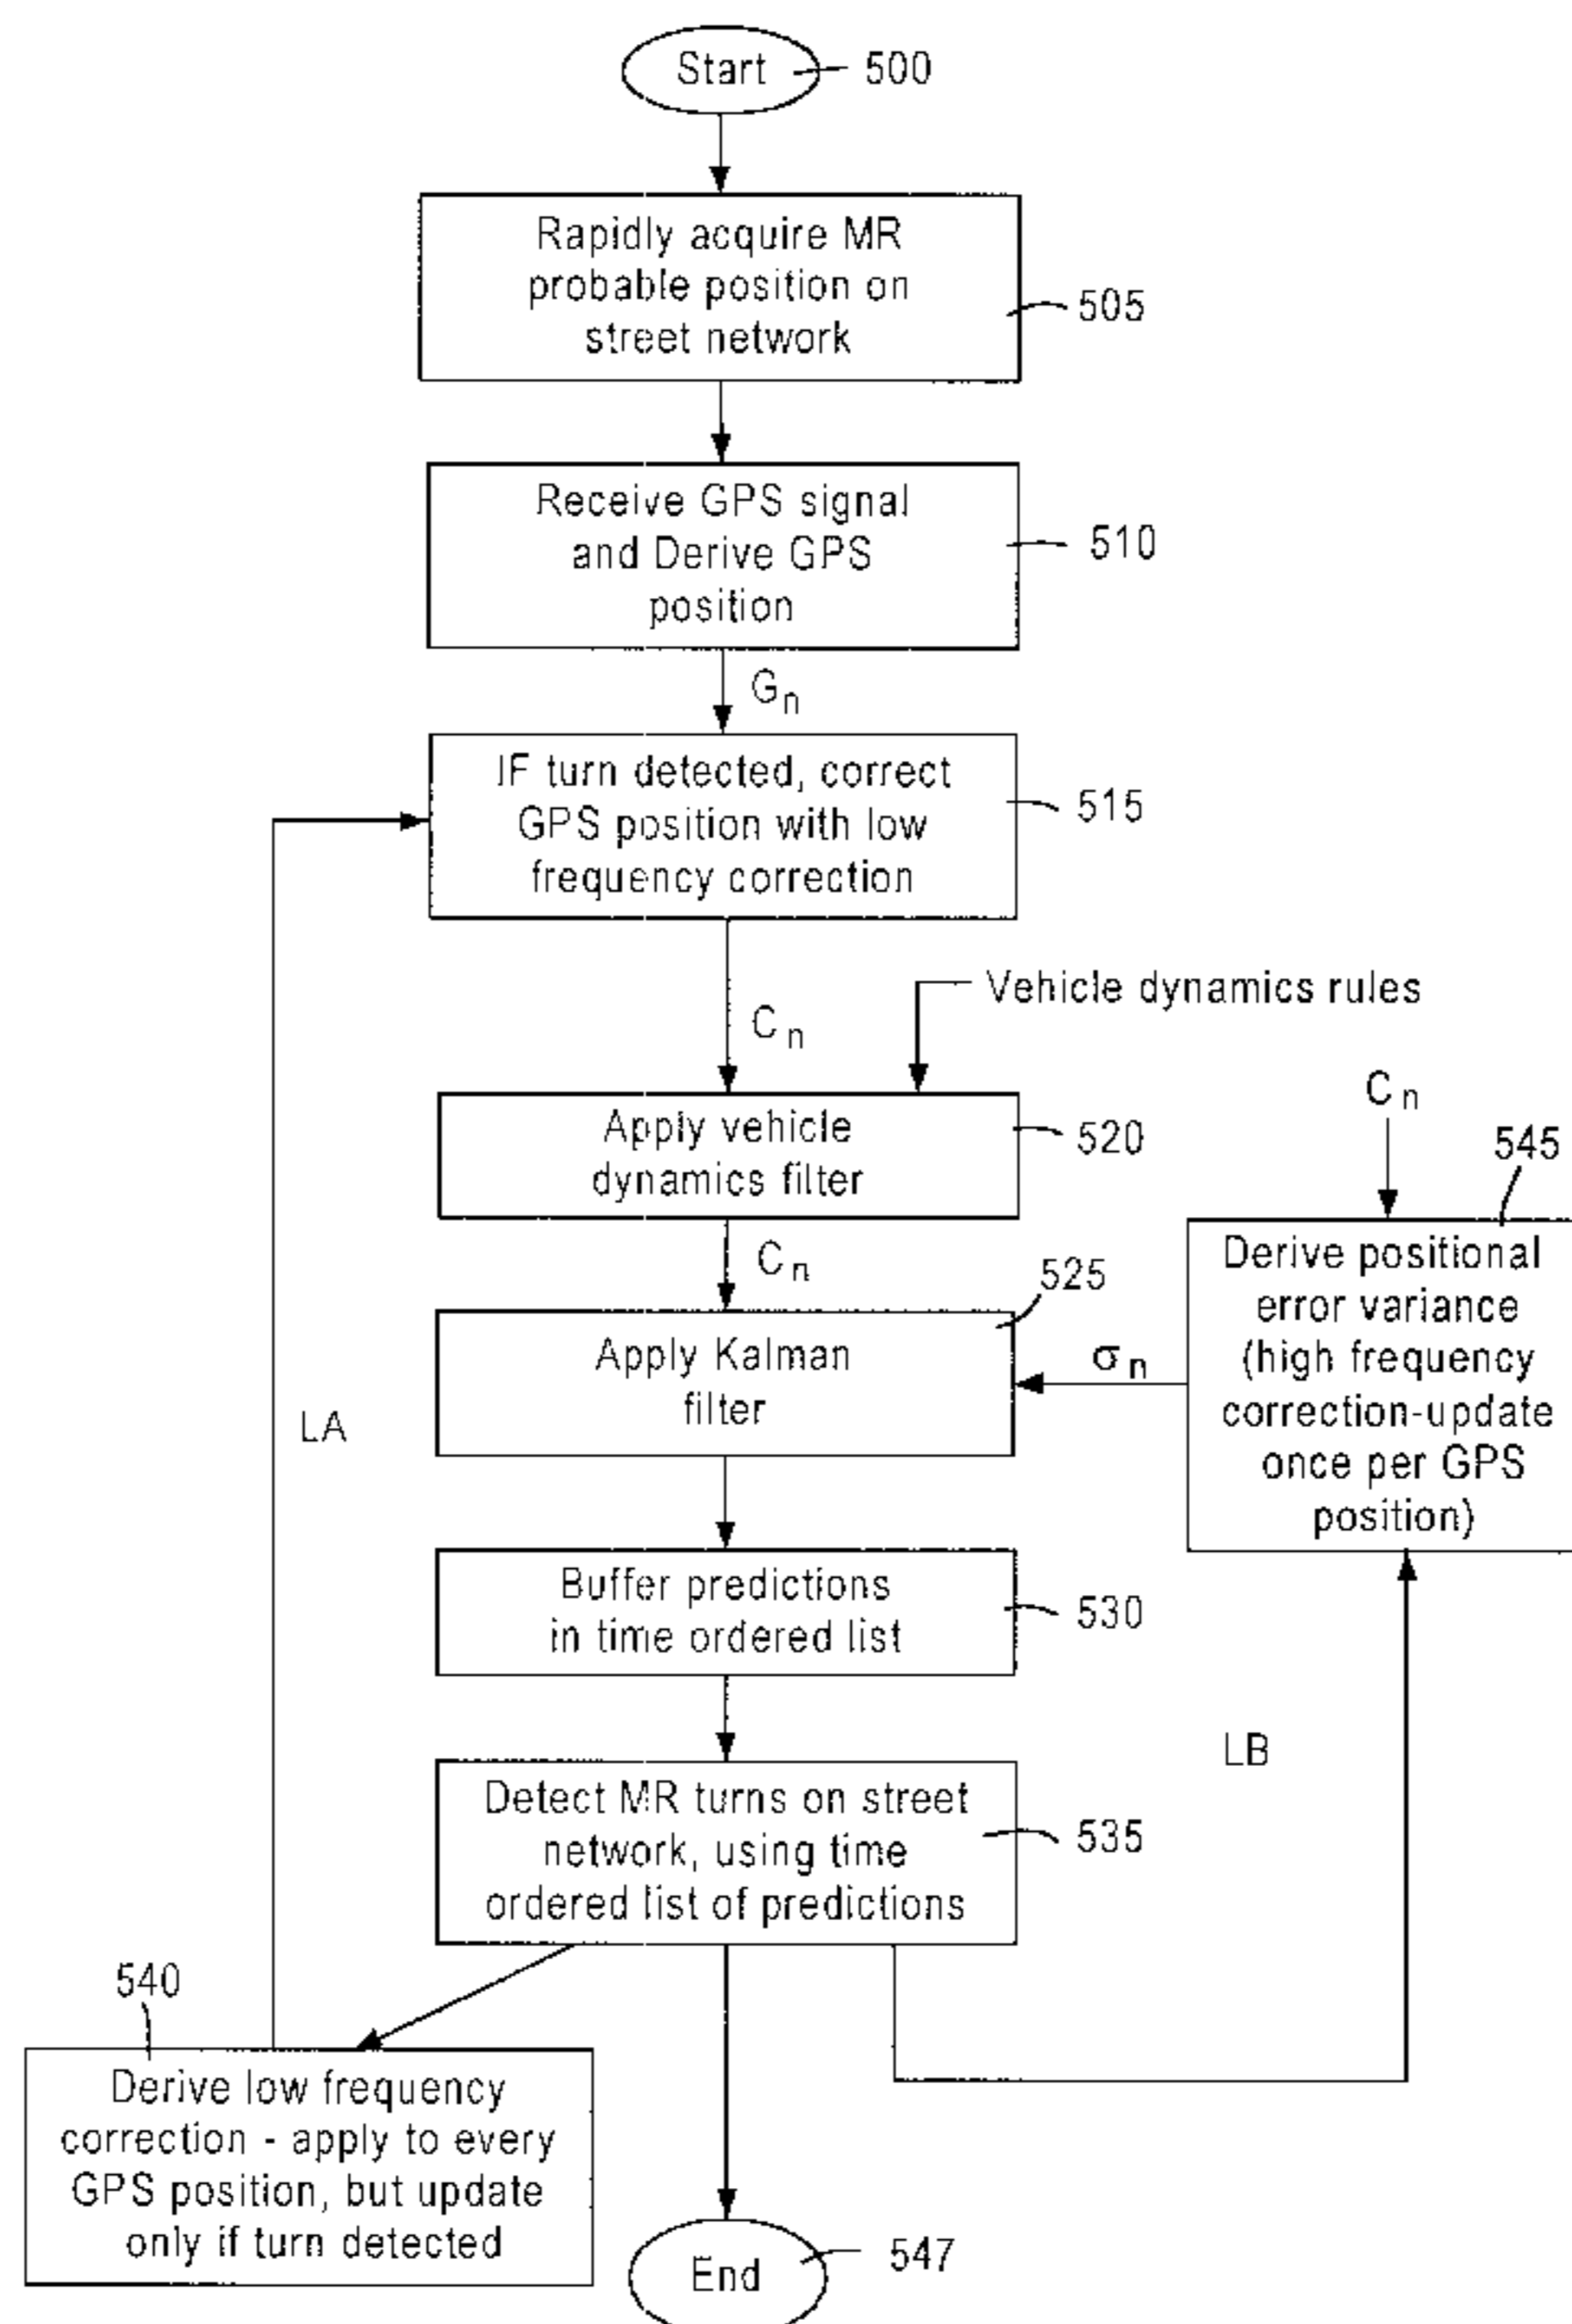 Start
500
Rapidly acquire MR
probable position on
street network
505
Receive GPS signal
and Derive GPS
position
510
Gn
IF turn detected, correct
GPS position with low
frequency correction
515
Vehicle dynamics rules
Cn
Apply vehicle
dynamics filter
520
Cn
545
Cn
525
Apply Kalman
filter
σn
Derive positional
error variance
(high frequency
correction-update
once per GPS
position)
LA
Buffer predictions
in time ordered list
530
LB
Detect MR turns on street
network, using time
ordered list of predictions
535
540
Derive low frequency
correction - apply to every
GPS position, but update
only if turn detected
End
547